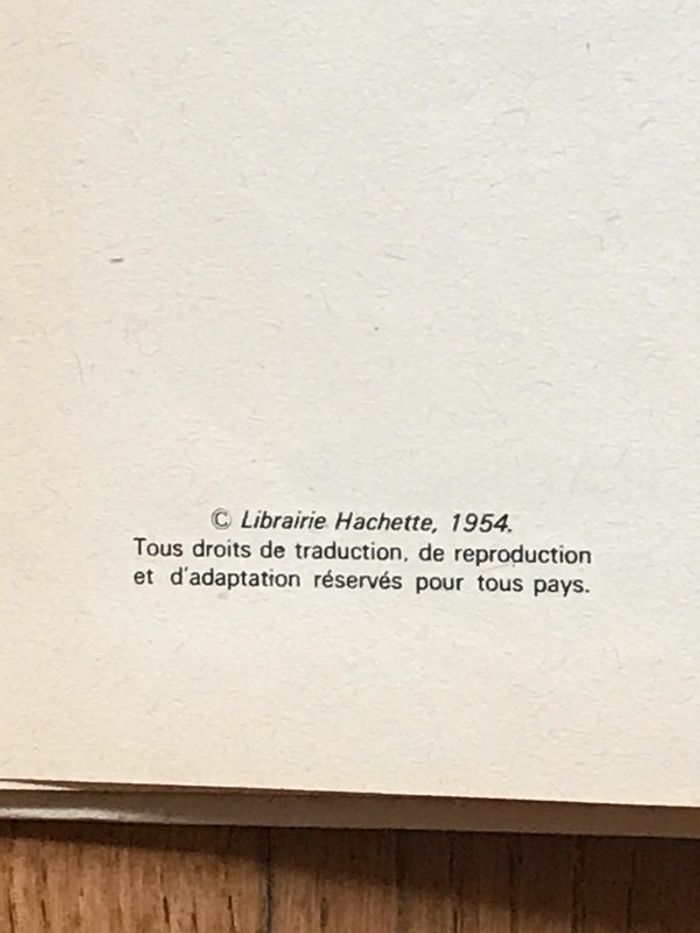 © Librairie Hachette, 1954.
Tous droits de traduction, de reproduction
et d'adaptation réservés pour tous pays.